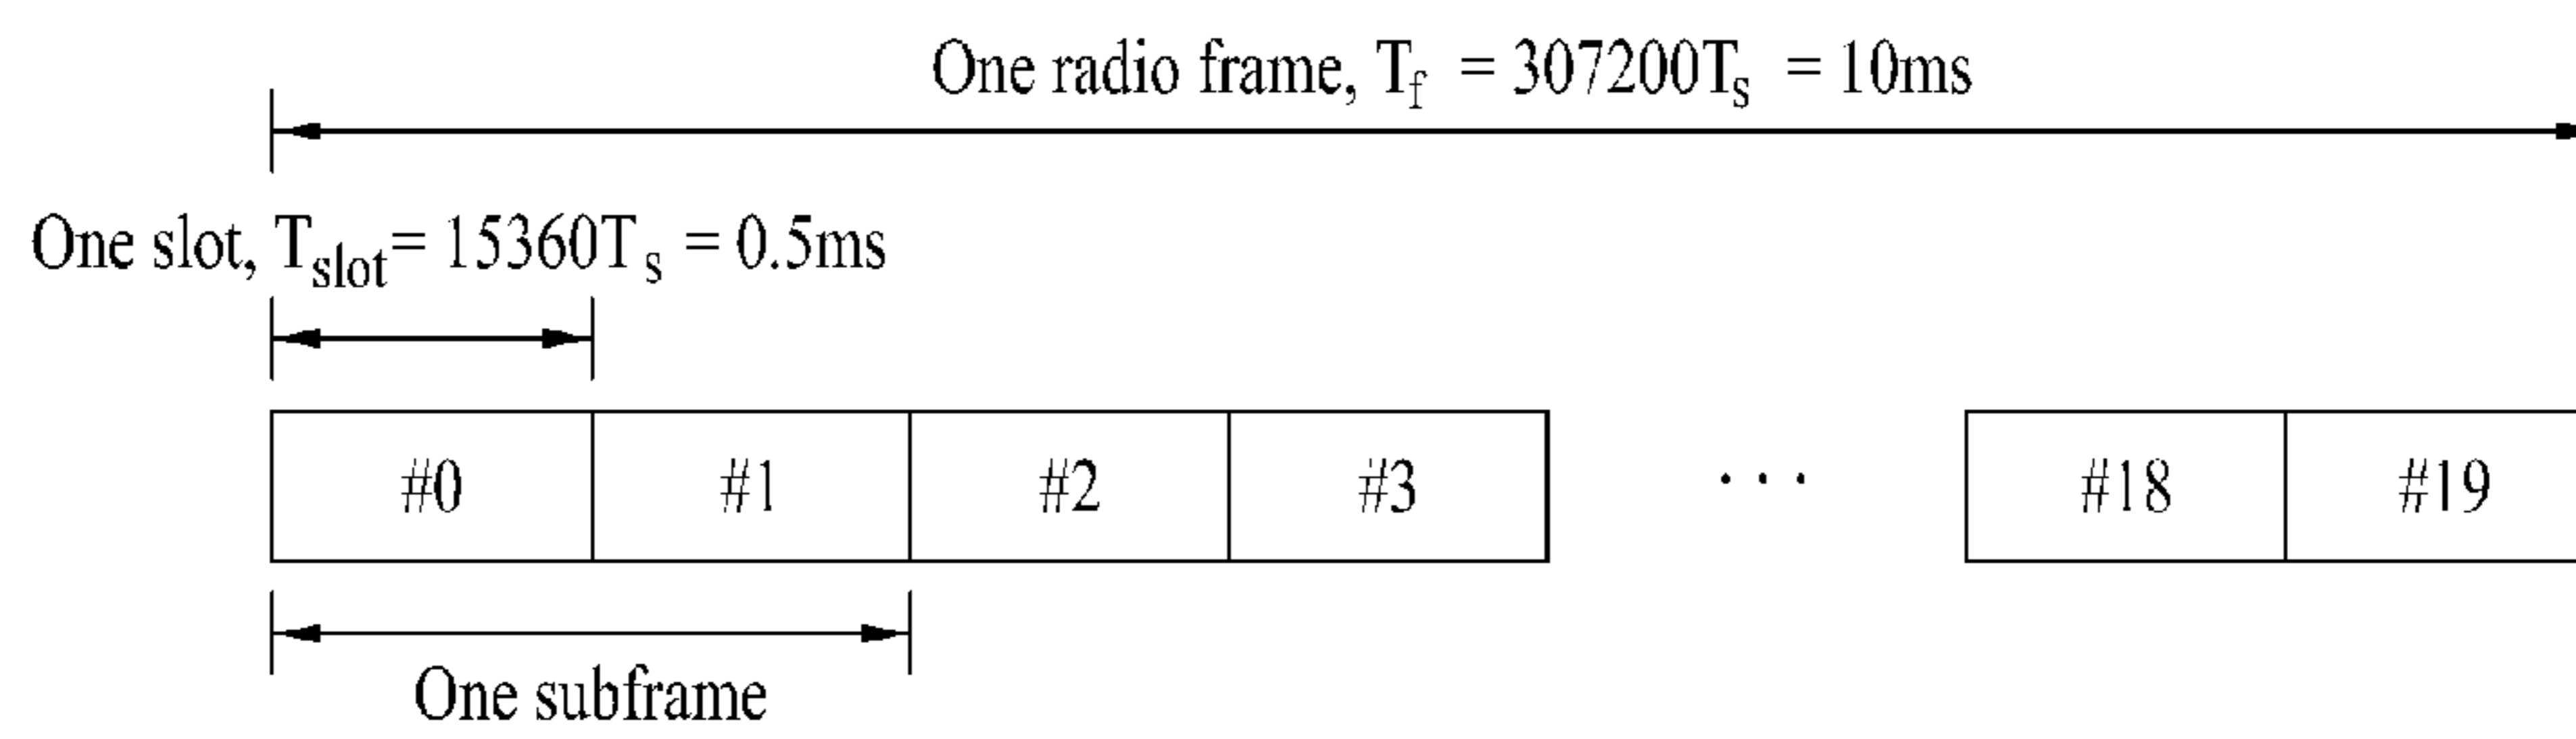 One radio frame, Tf = 307200Ts = 10ms
One slot, Tslot = 15360Ts = 0.5ms
#0 #1 #2 #3 · · · #18 #19
One subframe